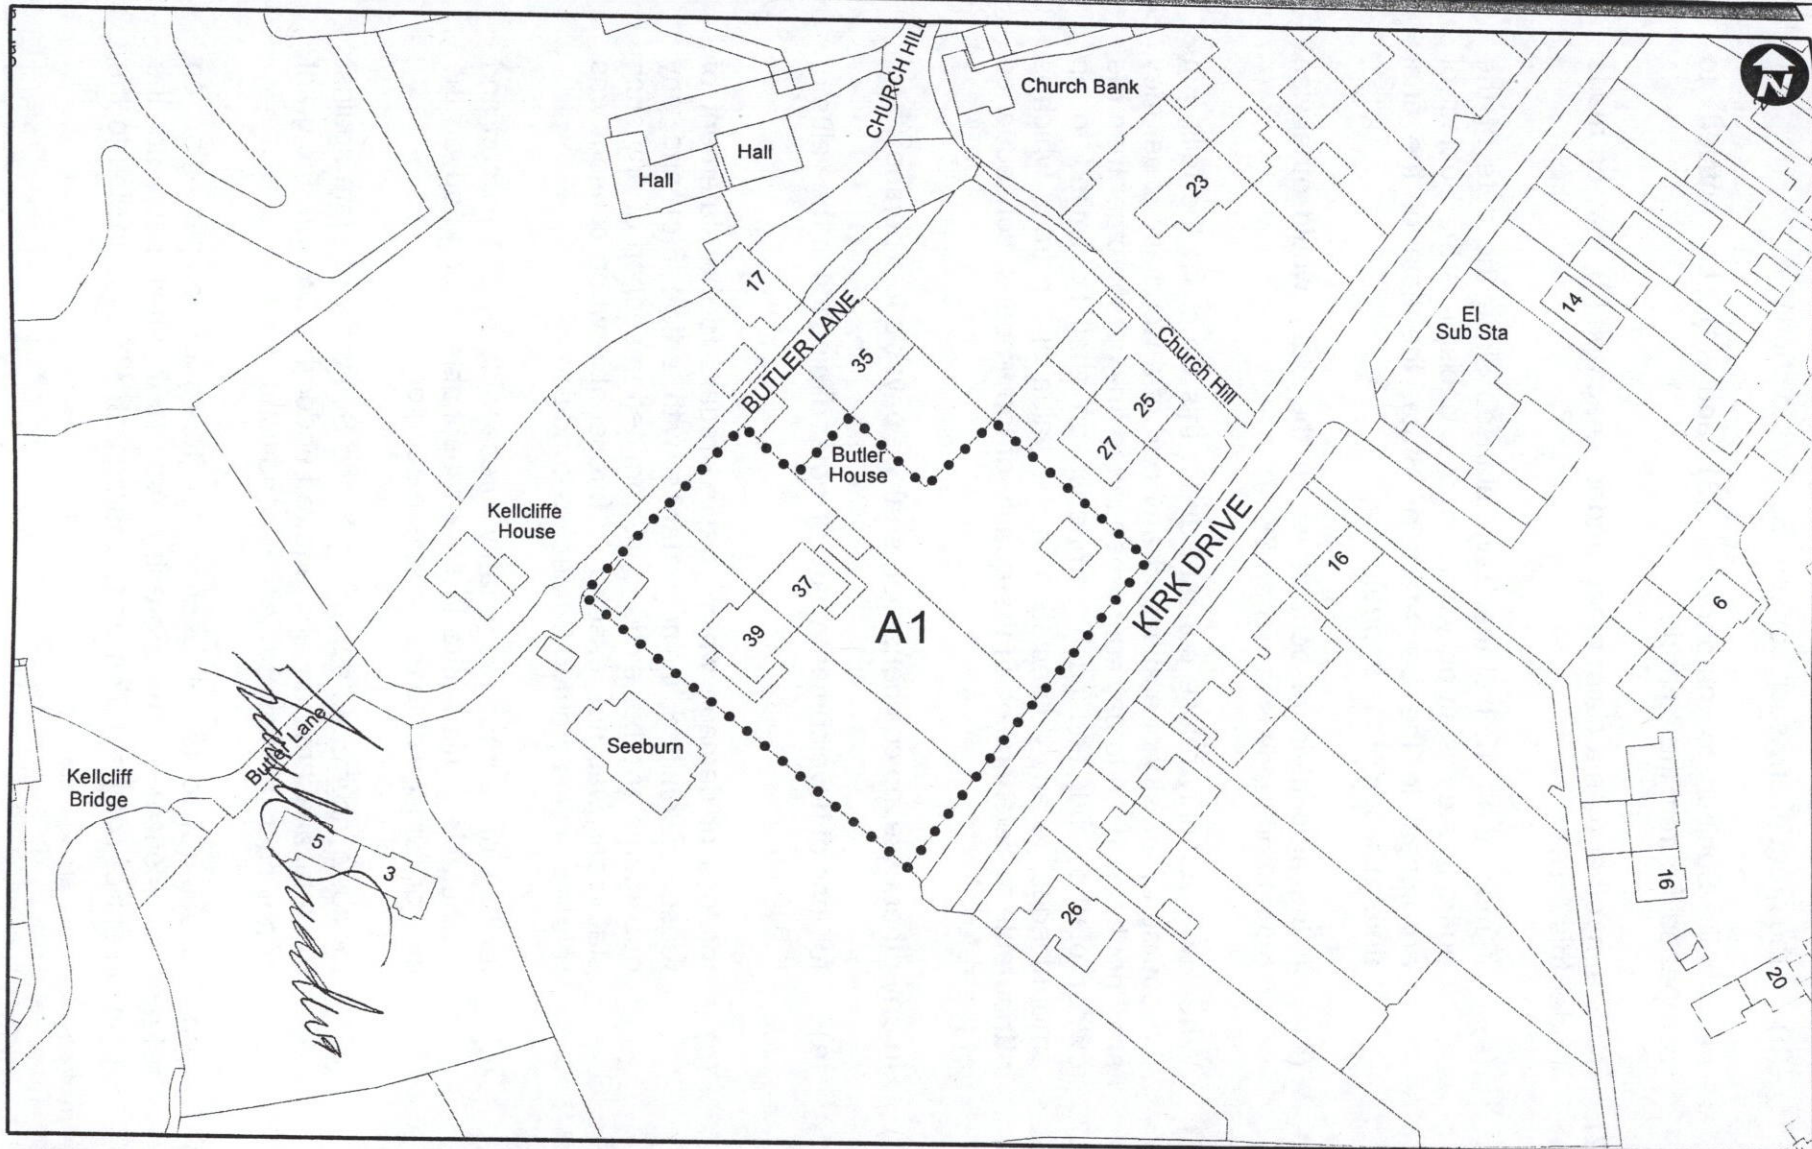 N
CHURCH HILL
Church Bank
Hall
Hall
23
17
BUTLER LANE
35
Church Hill
El
Sub Sta
14
25
27
Butler
House
Kellcliffe
House
KIRK DRIVE
16
6
37
39
A1
Seeburn
Butler Lane
Kellcliff
Bridge
5
3
26
16
20